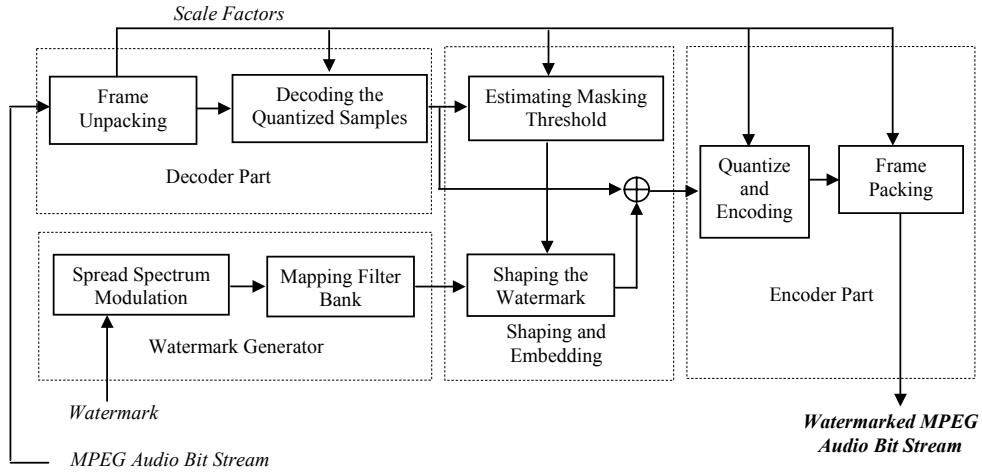 Scale Factors
Frame
Unpacking
Decoding the
Quantized Samples
Decoder Part
Estimating Masking
Threshold
Quantize
and
Encoding
Frame
Packing
Spread Spectrum
Modulation
Mapping Filter
Bank
Watermark Generator
Shaping the
Watermark
Shaping and
Embedding
Encoder Part
Watermark
MPEG Audio Bit Stream
Watermarked MPEG
Audio Bit Stream